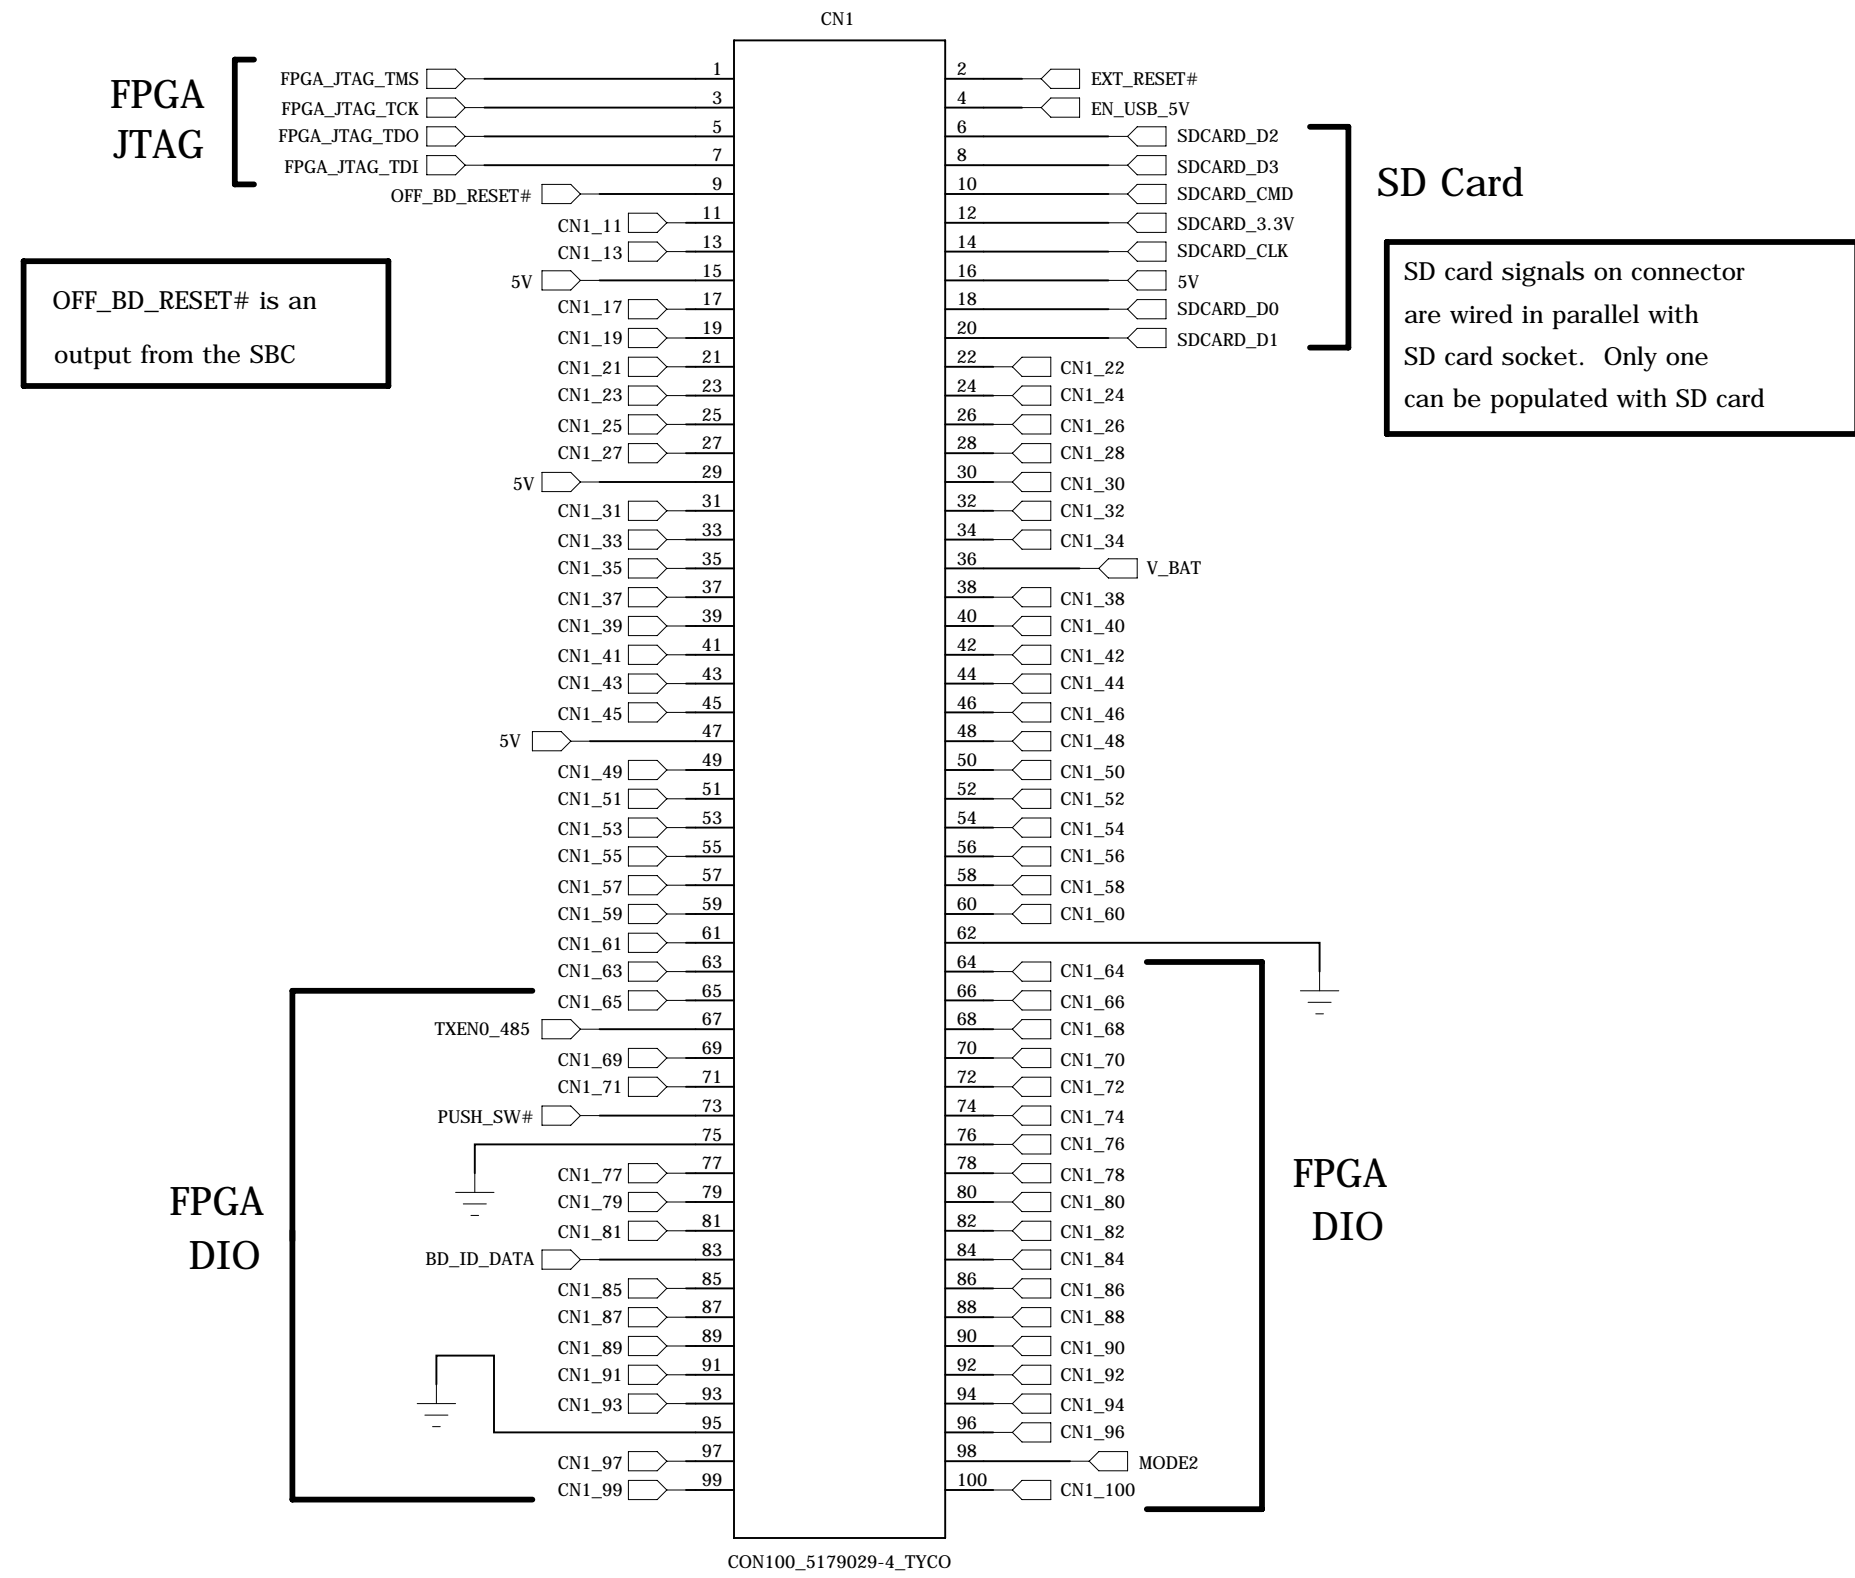 CN1
FPGA
JTAG
FPGA_JTAG_TMS 1
FPGA_JTAG_TCK 3
FPGA_JTAG_TDO 5
FPGA_JTAG_TDI 7
OFF_BD_RESET# 9
CN1_11 11
CN1_13 13
5V 15
CN1_17 17
CN1_19 19
CN1_21 21
CN1_23 23
CN1_25 25
CN1_27 27
5V 29
CN1_31 31
CN1_33 33
CN1_35 35
CN1_37 37
CN1_39 39
CN1_41 41
CN1_43 43
CN1_45 45
5V 47
CN1_49 49
CN1_51 51
CN1_53 53
CN1_55 55
CN1_57 57
CN1_59 59
CN1_61 61
CN1_63 63
CN1_65 65
TXEN0_485 67
CN1_69 69
CN1_71 71
PUSH_SW# 73
75
CN1_77 77
CN1_79 79
CN1_81 81
BD_ID_DATA 83
CN1_85 85
CN1_87 87
CN1_89 89
CN1_91 91
CN1_93 93
95
CN1_97 97
CN1_99 99
OFF_BD_RESET# is an
output from the SBC
FPGA
DIO
2 EXT_RESET#
4 EN_USB_5V
6 SDCARD_D2
8 SDCARD_D3
10 SDCARD_CMD
12 SDCARD_3.3V
14 SDCARD_CLK
16 5V
18 SDCARD_D0
20 SDCARD_D1
22 CN1_22
24 CN1_24
26 CN1_26
28 CN1_28
30 CN1_30
32 CN1_32
34 CN1_34
36 V_BAT
38 CN1_38
40 CN1_40
42 CN1_42
44 CN1_44
46 CN1_46
48 CN1_48
50 CN1_50
52 CN1_52
54 CN1_54
56 CN1_56
58 CN1_58
60 CN1_60
62
64 CN1_64
66 CN1_66
68 CN1_68
70 CN1_70
72 CN1_72
74 CN1_74
76 CN1_76
78 CN1_78
80 CN1_80
82 CN1_82
84 CN1_84
86 CN1_86
88 CN1_88
90 CN1_90
92 CN1_92
94 CN1_94
96 CN1_96
98 MODE2
100 CN1_100
SD Card
SD card signals on connector
are wired in parallel with
SD card socket. Only one
can be populated with SD card
FPGA
DIO
CON100_5179029-4_TYCO